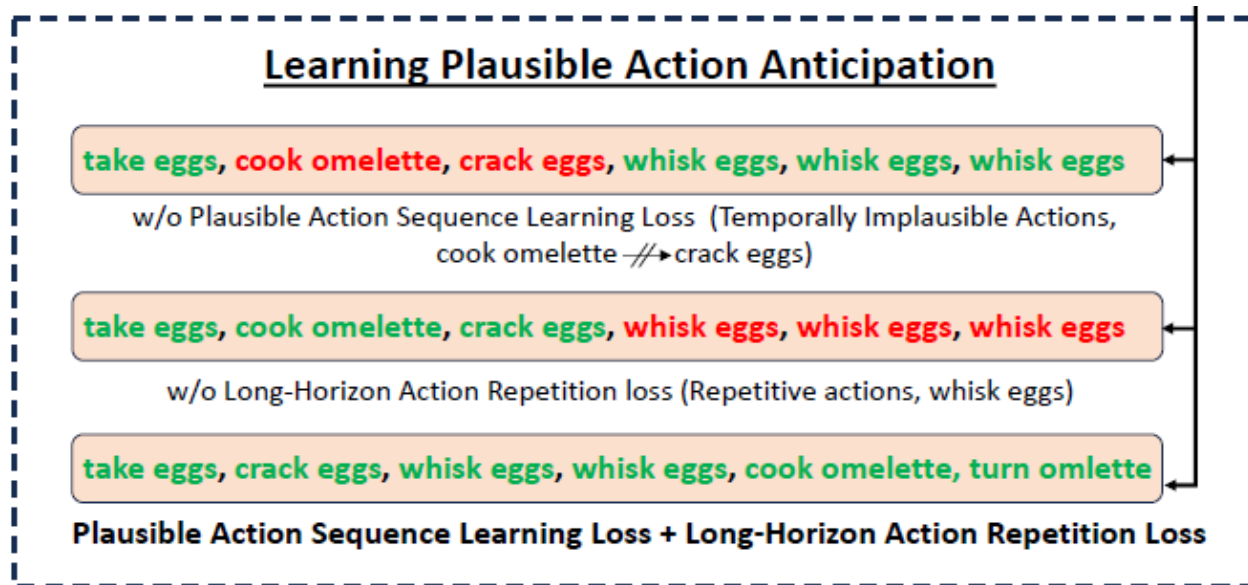 Learning Plausible Action Anticipation
take eggs, cook omelette, crack eggs, whisk eggs, whisk eggs, whisk eggs
w/o Plausible Action Sequence Learning Loss (Temporally Implausible Actions,
cook omelette crack eggs)
take eggs, cook omelette, crack eggs, whisk eggs, whisk eggs, whisk eggs
w/o Long-Horizon Action Repetition loss (Repetitive actions, whisk eggs)
take eggs, crack eggs, whisk eggs, whisk eggs, cook omelette, turn omlette
Plausible Action Sequence Learning Loss + Long-Horizon Action Repetition Loss